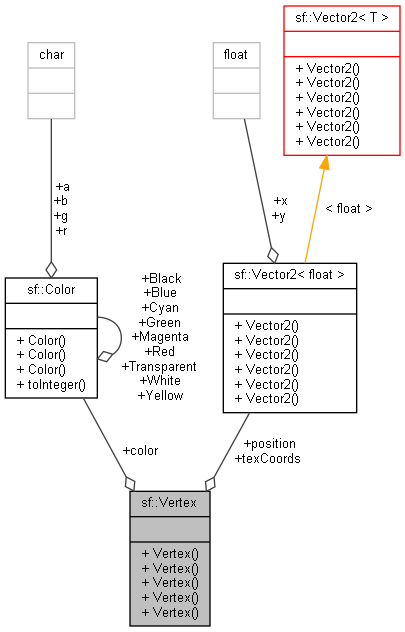 sf::Vector2< T >
+ Vector2()
+ Vector2()
+ Vector2()
+ Vector2()
+ Vector2()
+ Vector2()
char
float
+a
+b
+g
+r
+x
+y
< float >
sf::Color
+ Color()
+ Color()
+ Color()
+ toInteger()
+Black
+Blue
+Cyan
+Green
+Magenta
+Red
+Transparent
+White
+Yellow
sf::Vector2< float >
+ Vector2()
+ Vector2()
+ Vector2()
+ Vector2()
+ Vector2()
+ Vector2()
+color
+position
+texCoords
sf::Vertex
+ Vertex()
+ Vertex()
+ Vertex()
+ Vertex()
+ Vertex()